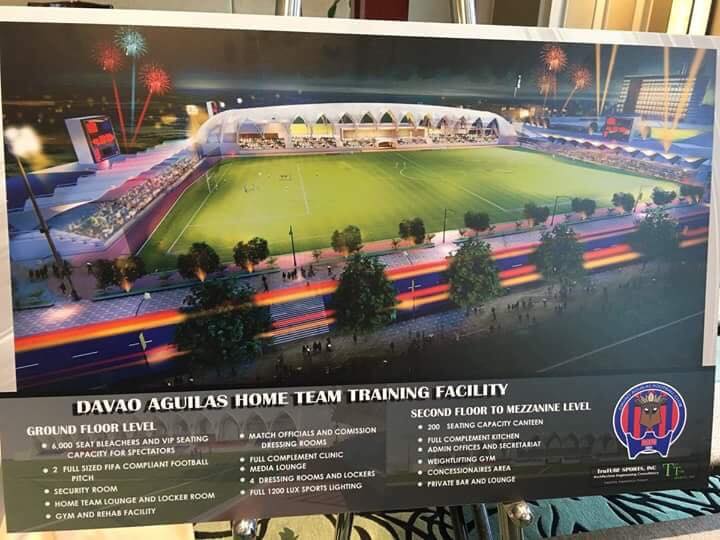 DAVAO AGUILAS HOME TEAM TRAINING FACILITY
GROUND FLOOR LEVEL
• 6,000 SEAT BLEACHERS AND VIP SEATING
CAPACITY FOR SPECTATORS
• 2 FULL SIZED FIFA COMPLIANT FOOTBALL
PITCH
• SECURITY ROOM
• HOME TEAM LOUNGE AND LOCKER ROOM
• GYM AND REHAB FACILITY
• MATCH OFFICIALS AND COMISSION
DRESSING ROOMS
• FULL COMPLEMENT CLINIC
• MEDIA LOUNGE
• 4 DRESSING ROOMS AND LOCKERS
• FULL 1200 LUX SPORTS LIGHTING
SECOND FLOOR TO MEZZANINE LEVEL
• 200 SEATING CAPACITY CANTEEN
• FULL COMPLEMENT KITCHEN
• ADMIN OFFICES AND SECRETARIAT
• WEIGHTLIFTING GYM
• CONCESSIONAIRES AREA
• PRIVATE BAR AND LOUNGE
TruTURF SPORTS, INC